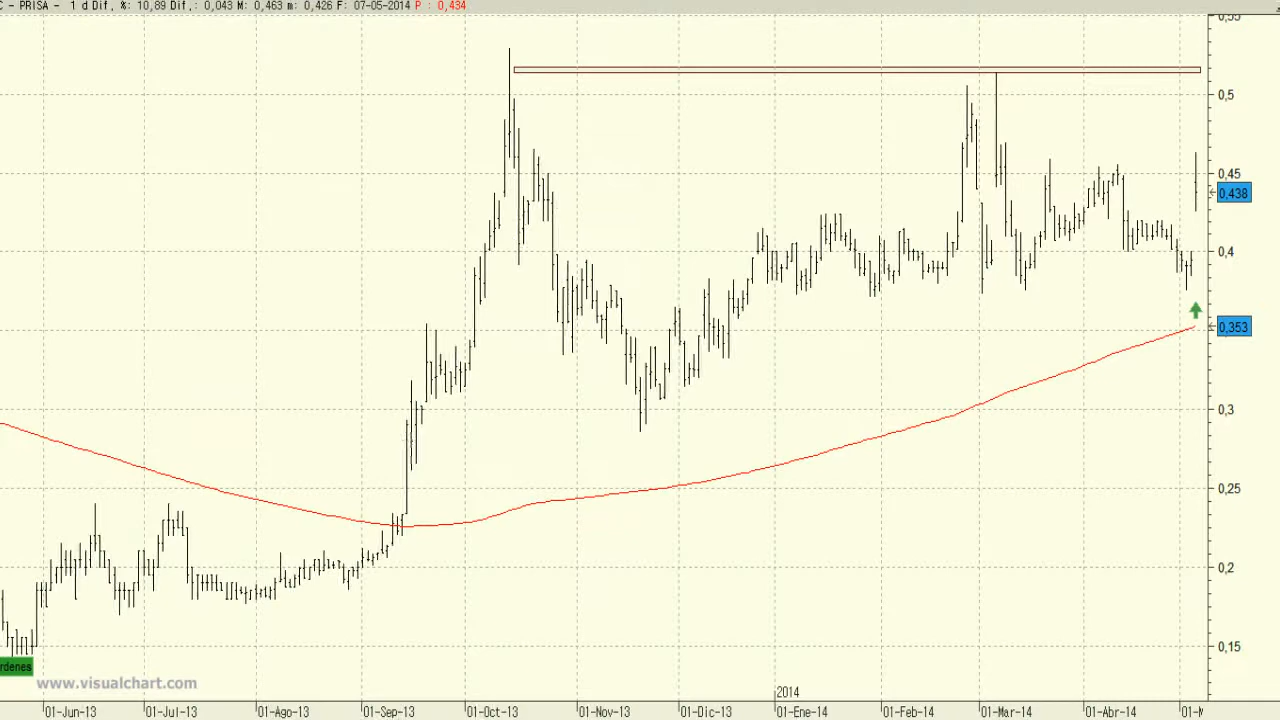 C - PRISA - 1 d Dif, %: 10,89 Dif,: 0,043 M: 0,463 m: 0,426 F: 07-05-2014 P : 0,434
0,55
0,5
0,45
0,438
0,4
0,353
0,3
0,25
0,2
0,15
rdenes
www.visualchart.com
2014
01-Jun-13 01-Jul-13 01-Ago-13 01-Sep-13 01-Oct-13 01-Nov-13 01-Dic-13 01-Ene-14 01-Feb-14 01-Mar-14 01-Abr-14 01-M